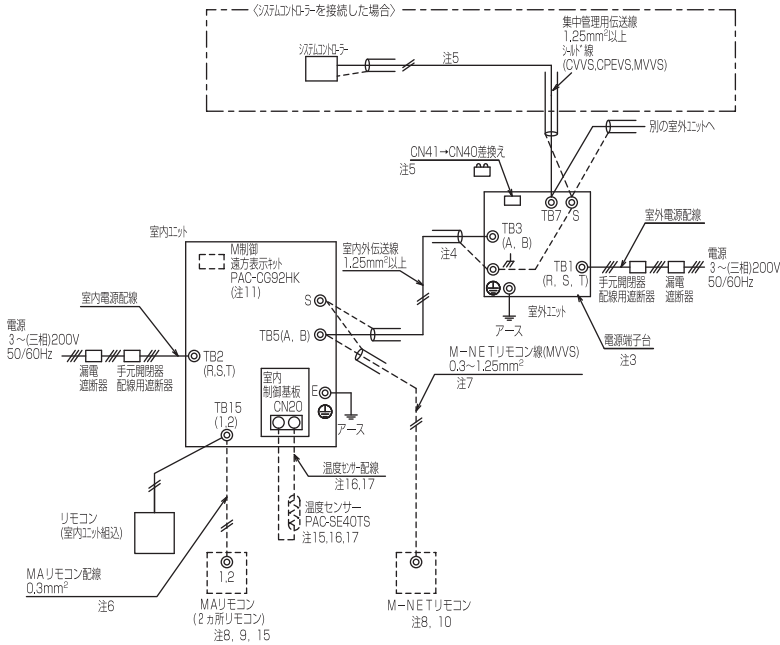 〈システムコントローラーを接続した場合〉
システムコントローラー
注5
集中管理用伝送線
1.25mm²以上
シールド線
(CVVS,CPEVS,MVVS)
別の室外ユニットへ
CN41→CN40差換え
注5
TB7
S
室外電源配線
TB3
(A, B)
注4
TB1
(R, S, T)
電源
3～(三相)200V
50/60Hz
手元開閉器
配線用遮断器
漏電
遮断器
室外ユニット
アース
電源端子台
注3
室内ユニット
M制御
遠方表示キット
PAC-CG92HK
(注11)
室内外伝送線
1.25mm²以上
S
TB5(A, B)
室内電源配線
電源
3～(三相)200V
50/60Hz
漏電
遮断器
手元開閉器
配線用遮断器
TB2
(R,S,T)
TB15
(1,2)
室内
制御基板
CN20
E
アース
M-NETリモコン線(MVVS)
0.3～1.25mm²
注7
温度センサー配線
注16,17
温度センサー
PAC-SE40TS
注15,16,17
リモコン
(室内ユニット組込)
MAリモコン配線
0.3mm²
注6
1,2
MAリモコン
(2ヵ所リモコン)
注8, 9, 15
M-NETリモコン
注8, 10